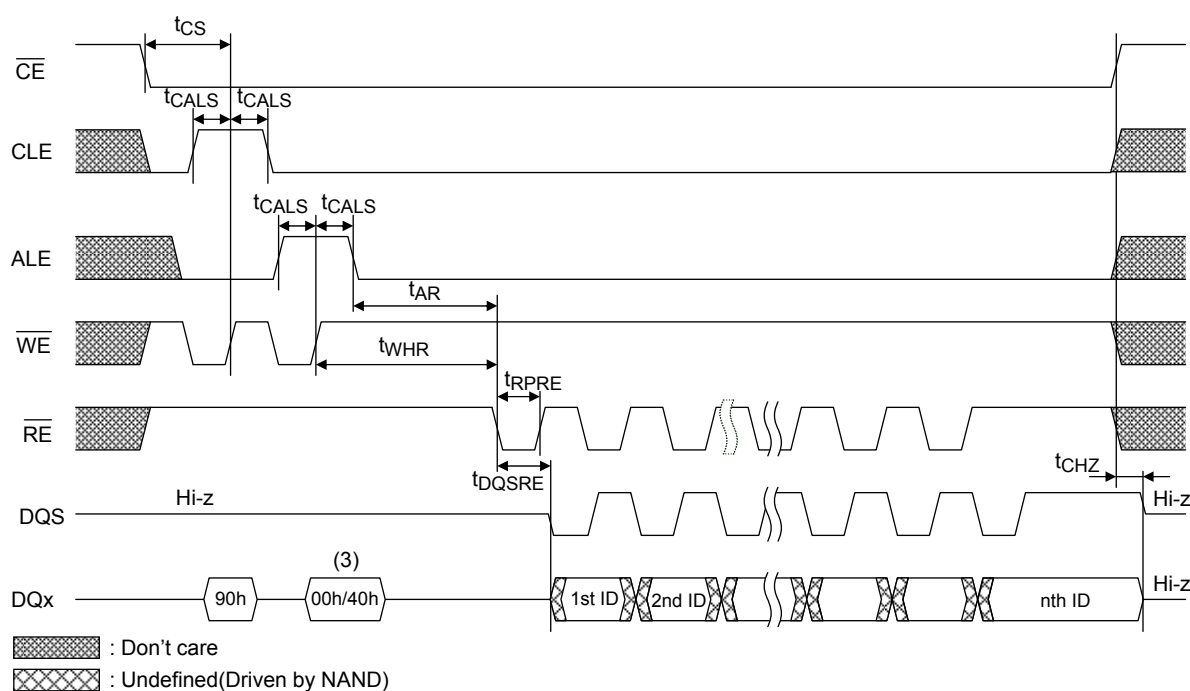 tCS
CE
tCALS tCALS
CLE
tCALS tCALS
ALE
tAR
WE
tWHR
tRPRE
RE
tDQSRE
tCHZ
Hi-z
Hi-z
DQS
(3)
DQx
90h
00h/40h
1st ID
2nd ID
nth ID
Hi-z
: Don't care
: Undefined(Driven by NAND)